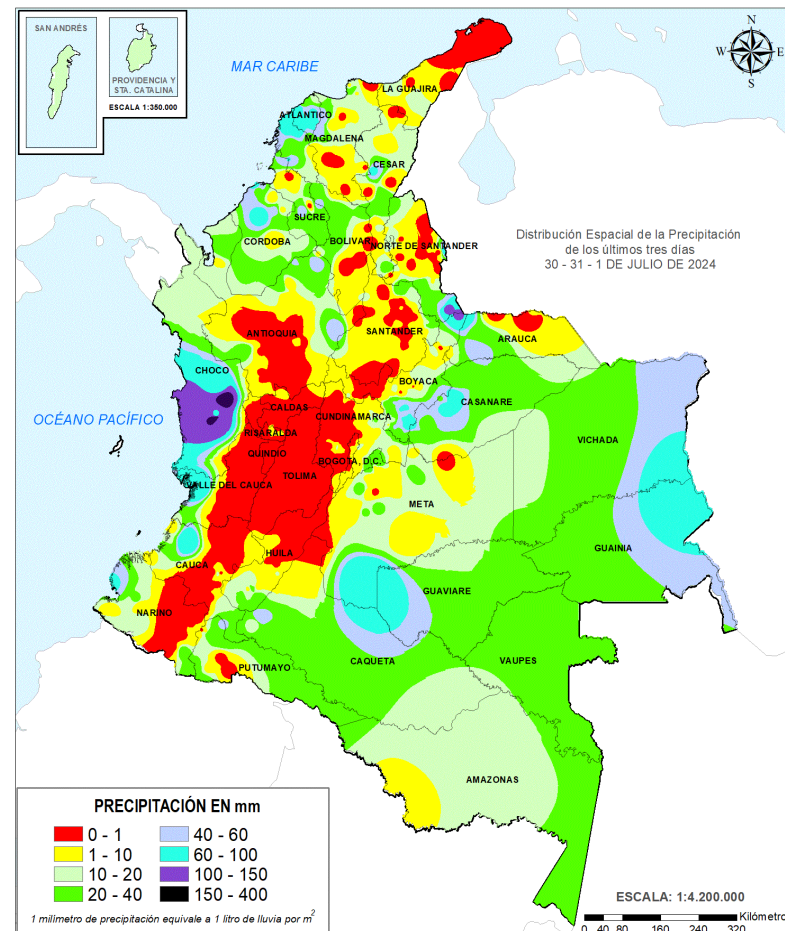 SAN ANDRÉS
PROVIDENCIA Y
STA. CATALINA
ESCALA 1:350.000
MAR CARIBE
N
W
E
S
LA GUAJIRA
ATLANTICO
MAGDALENA
CESAR
Distribución Espacial de la Precipitación
de los últimos tres días
30 - 31 - 1 DE JULIO DE 2024
SUCRE
CORDOBA
BOLIVAR
NORTE DE SANTANDER
ANTIOQUIA
SANTANDER
ARAUCA
CHOCO
BOYACA
CASANARE
OCÉANO PACÍFICO
CALDAS
CUNDINAMARCA
RISARALDA
VICHADA
QUINDIO
BOGOTA, D.C.
TOLIMA
VALLE DEL CAUCA
META
HUILA
GUAINIA
CAUCA
GUAVIARE
NARIÑO
CAQUETA
VAUPES
PUTUMAYO
AMAZONAS
PRECIPITACIÓN EN mm
0 - 1
1 - 10
10 - 20
20 - 40
40 - 60
60 - 100
100 - 150
150 - 400
1 milimetro de precipitación equivale a 1 litro de lluvia por m2
ESCALA: 1:4.200.000
0 40 80 160 240 320
Kilómetro